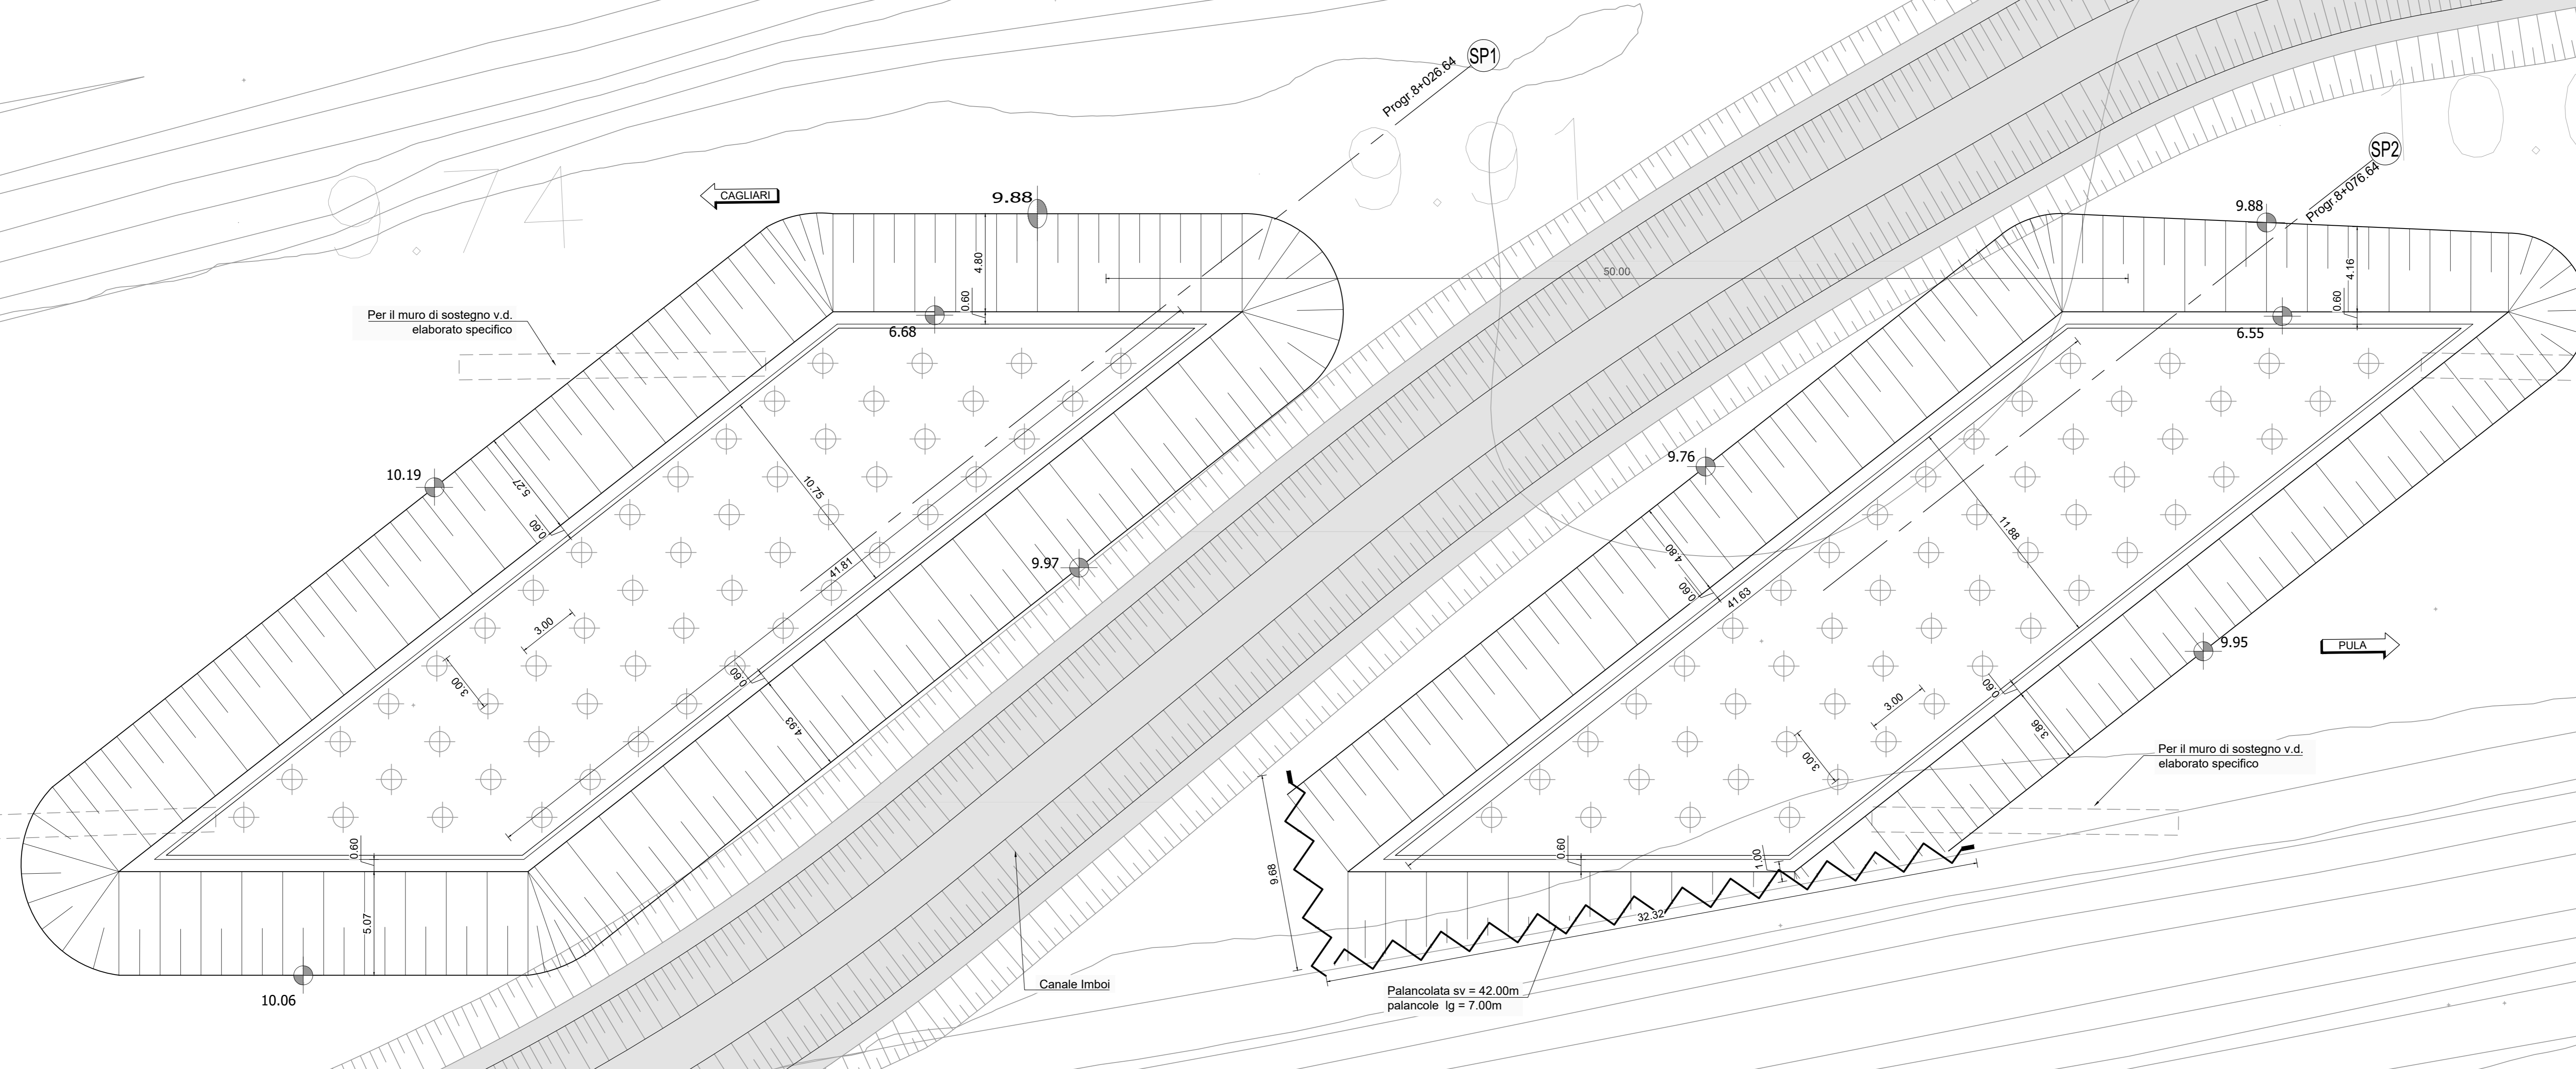 SP1
Progr.8+026.64
SP2
Progr.8+076.64
974
991
CAGLIARI
9.88
4.80
0.60
6.68
50.00
9.88
4.16
0.60
6.55
Per il muro di sostegno v.d.
elaborato specifico
10.19
5.27
0.60
10.75
41.81
9.97
3.00
3.00
0.60
4.93
0.60
5.07
10.06
9.76
4.80
0.60
41.63
11.88
9.95
PULA
3.00
3.00
0.60
3.86
Per il muro di sostegno v.d.
elaborato specifico
0.60
1.00
9.68
32.32
Canale Imboi
Palancolata sv = 42.00m
palancole lg = 7.00m